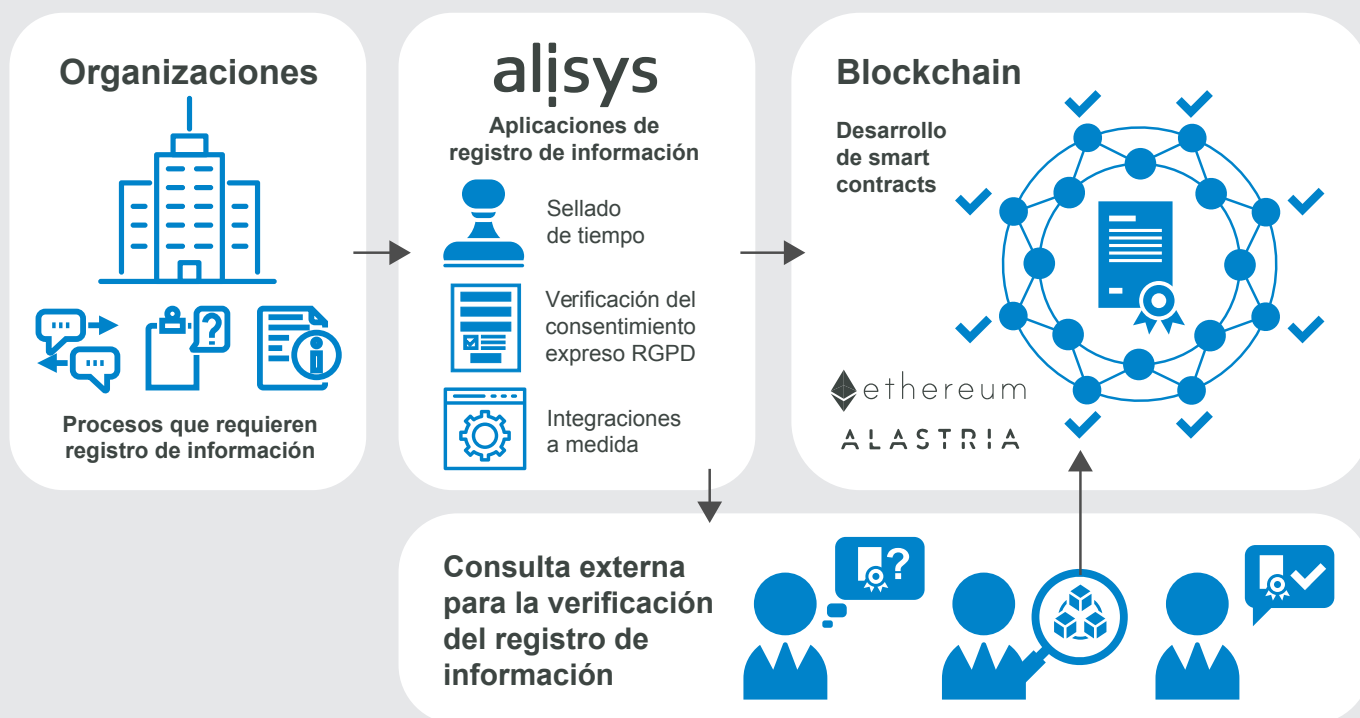 Organizaciones
Procesos que requieren
registro de información
alisys
Aplicaciones de
registro de información
Sellado
de tiempo
Verificación del
consentimiento
expreso RGPD
Integraciones
a medida
Blockchain
Desarrollo
de smart
contracts
ethereum
ALASTRIA
Consulta externa
para la verificación
del registro de
información
?
?